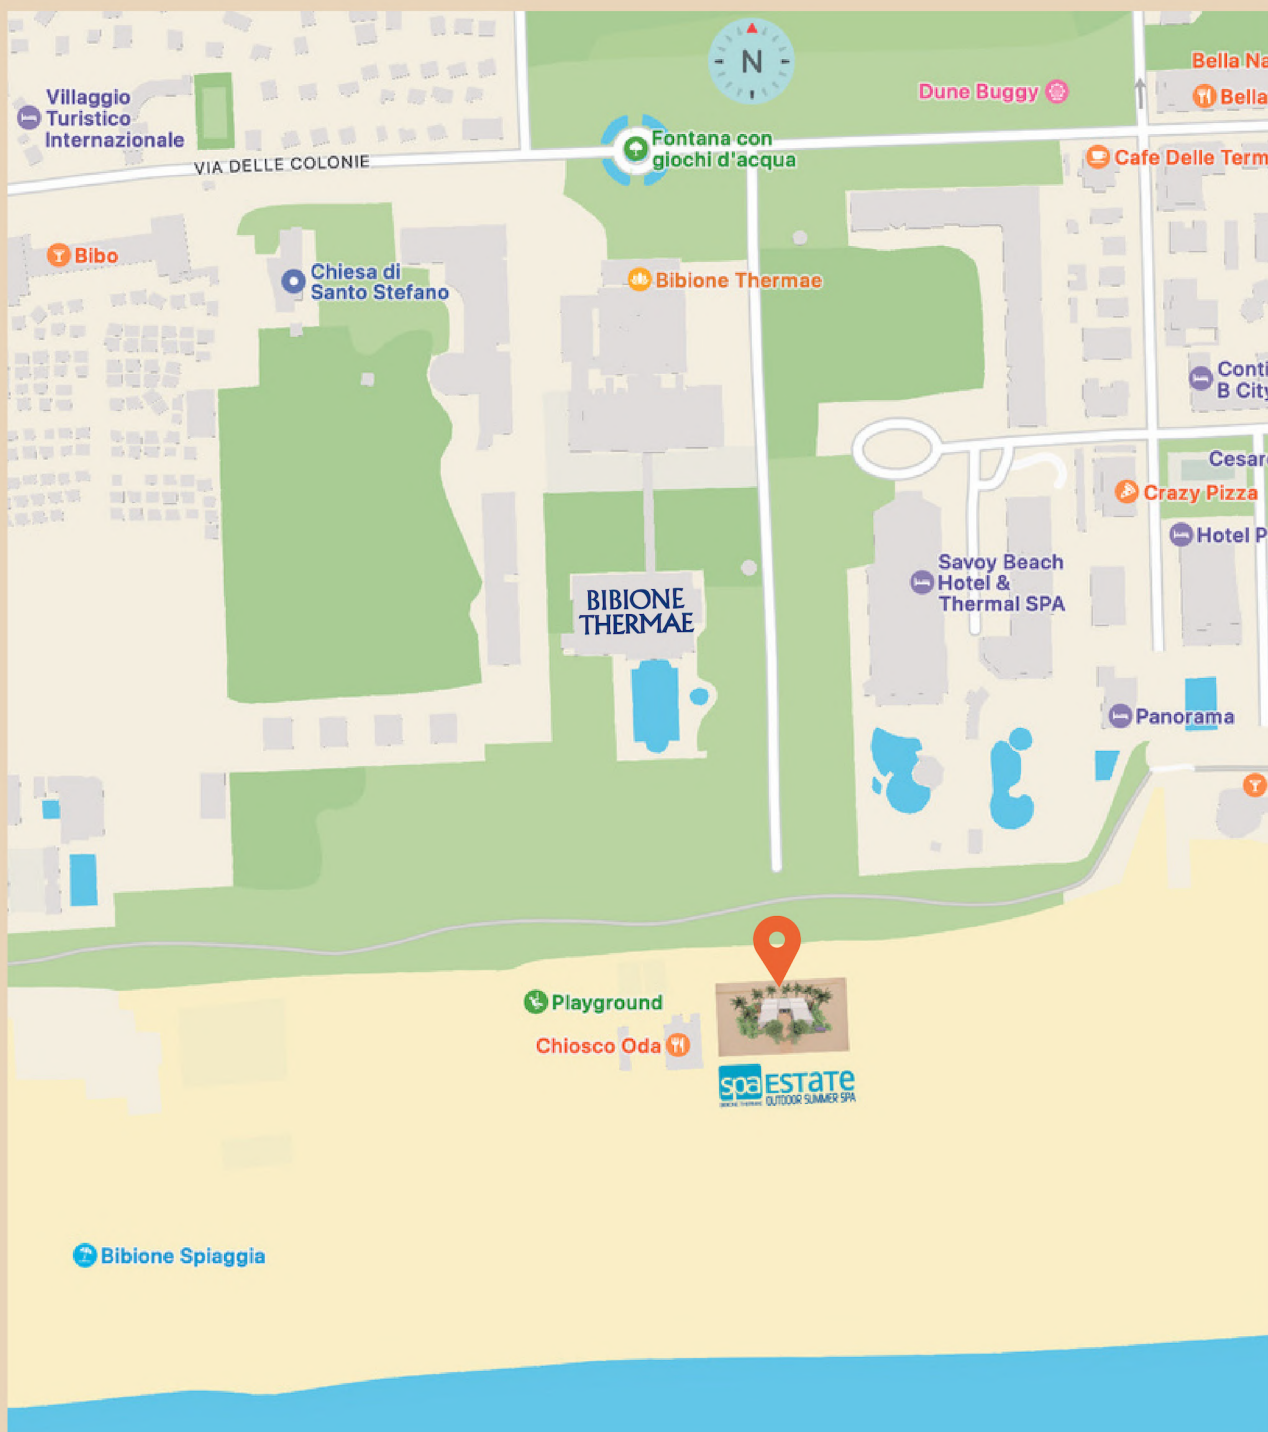 N
Bella Na
Dune Buggy
Bella
Villaggio
Turistico
Internazionale
Fontana con
giochi d'acqua
VIA DELLE COLONIE
Cafe Delle Term
Bibo
Chiesa di
Santo Stefano
Bibione Thermae
Conti
B City
Cesar
Crazy Pizza
Hotel P
Savoy Beach
Hotel &
Thermal SPA
BIBIONE
THERMAE
Panorama
Playground
Chiosco Oda
spa ESTATE
BIBIONE THERMAE OUTDOOR SUMMER SPA
Bibione Spiaggia